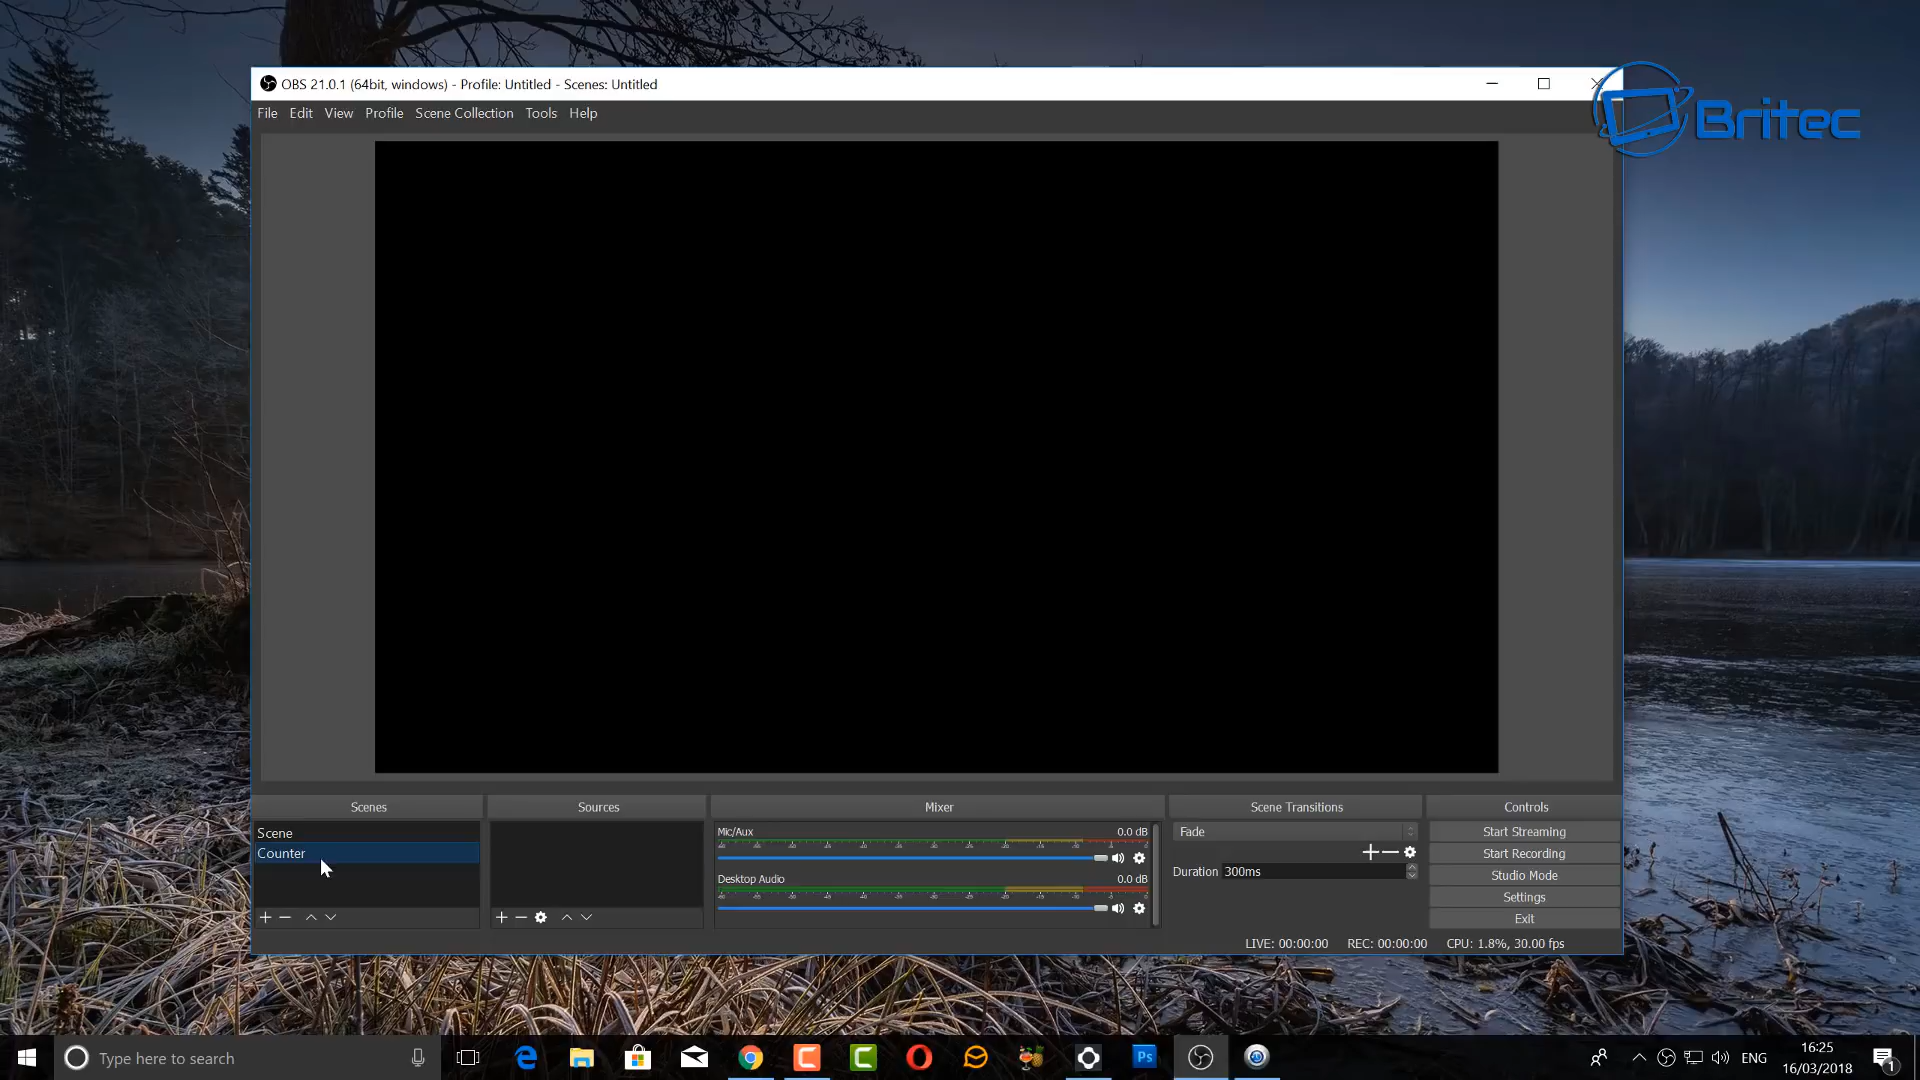 OBS 21.0.1 (64bit, windows) - Profile: Untitled - Scenes: Untitled
Britec
File Edit View Profile Scene Collection Tools Help
Scenes
Sources
Mixer
Scene Transitions
Controls
Scene
Counter
Mic/Aux
0.0 dB
Desktop Audio
0.0 dB
Fade
Duration 300ms
Start Streaming
Start Recording
Studio Mode
Settings
Exit
LIVE: 00:00:00 REC: 00:00:00 CPU: 1.8%, 30.00 fps
Type here to search
Ps
ENG
16:25
16/03/2018
1